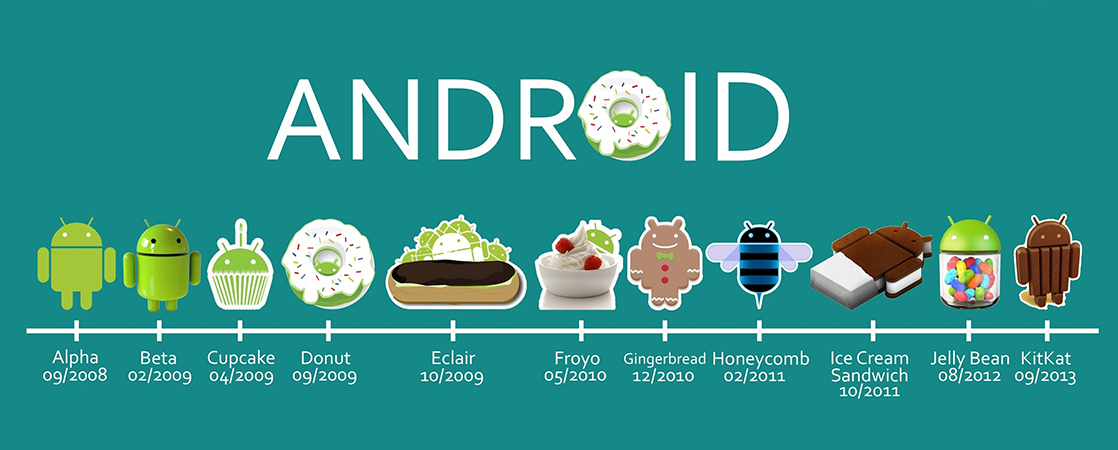 ANDROID
Alpha
09/2008
Beta
02/2009
Cupcake
04/2009
Donut
09/2009
Eclair
10/2009
Froyo
05/2010
Gingerbread
12/2010
Honeycomb
02/2011
Ice Cream
Sandwich
10/2011
Jelly Bean
08/2012
KitKat
09/2013